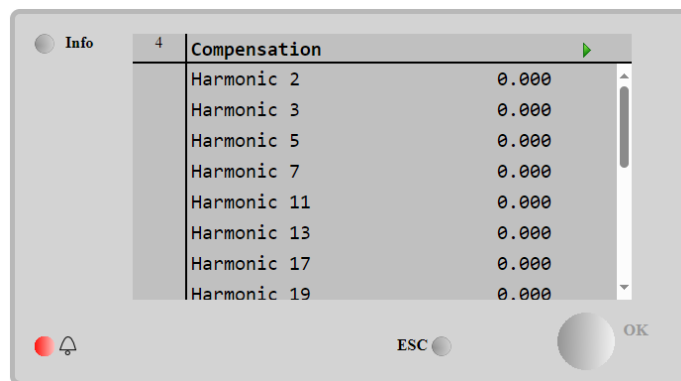 Info
4 Compensation
Harmonic 2 0.000
Harmonic 3 0.000
Harmonic 5 0.000
Harmonic 7 0.000
Harmonic 11 0.000
Harmonic 13 0.000
Harmonic 17 0.000
Harmonic 19 0.000
ESC
OK